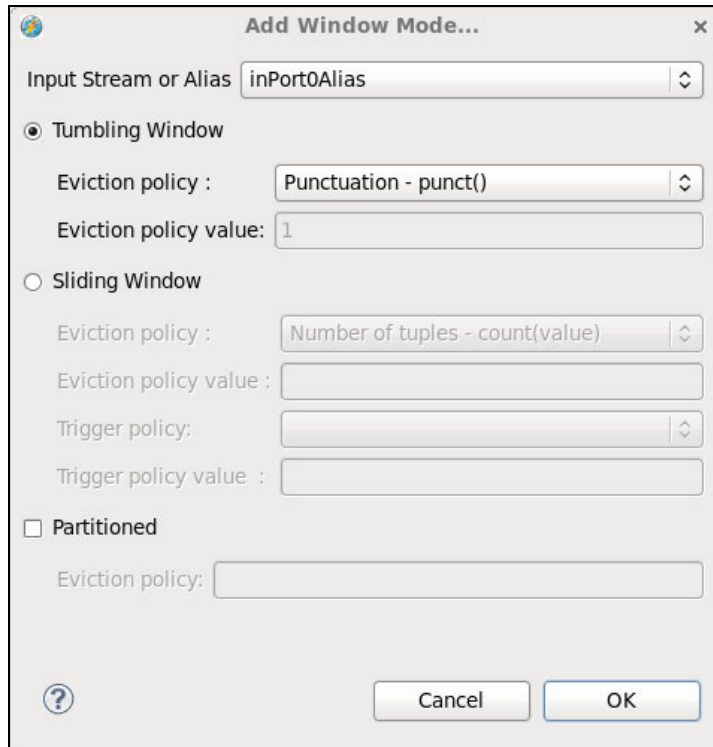 Add Window Mode...
Input Stream or Alias inPort0Alias
Tumbling Window
Eviction policy : Punctuation - punct()
Eviction policy value: 1
Sliding Window
Eviction policy : Number of tuples - count(value)
Eviction policy value :
Trigger policy:
Trigger policy value :
Partitioned
Eviction policy:
? Cancel OK